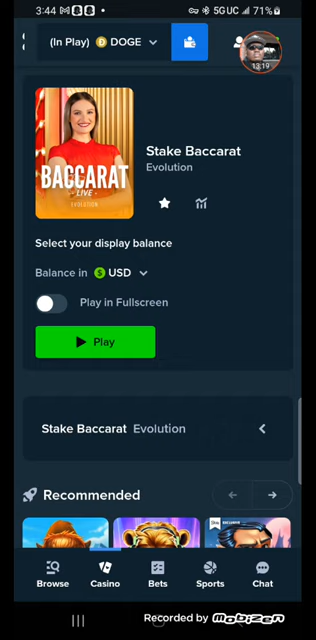 3:44
5G UC 71%
(In Play) DOGE
13:19
BACCARAT
LIVE
EVOLUTION
Stake Baccarat
Evolution
Select your display balance
Balance in $ USD
Play in Fullscreen
Play
Stake Baccarat Evolution
Recommended
Browse Casino Bets Sports Chat
Recorded by Mobizen